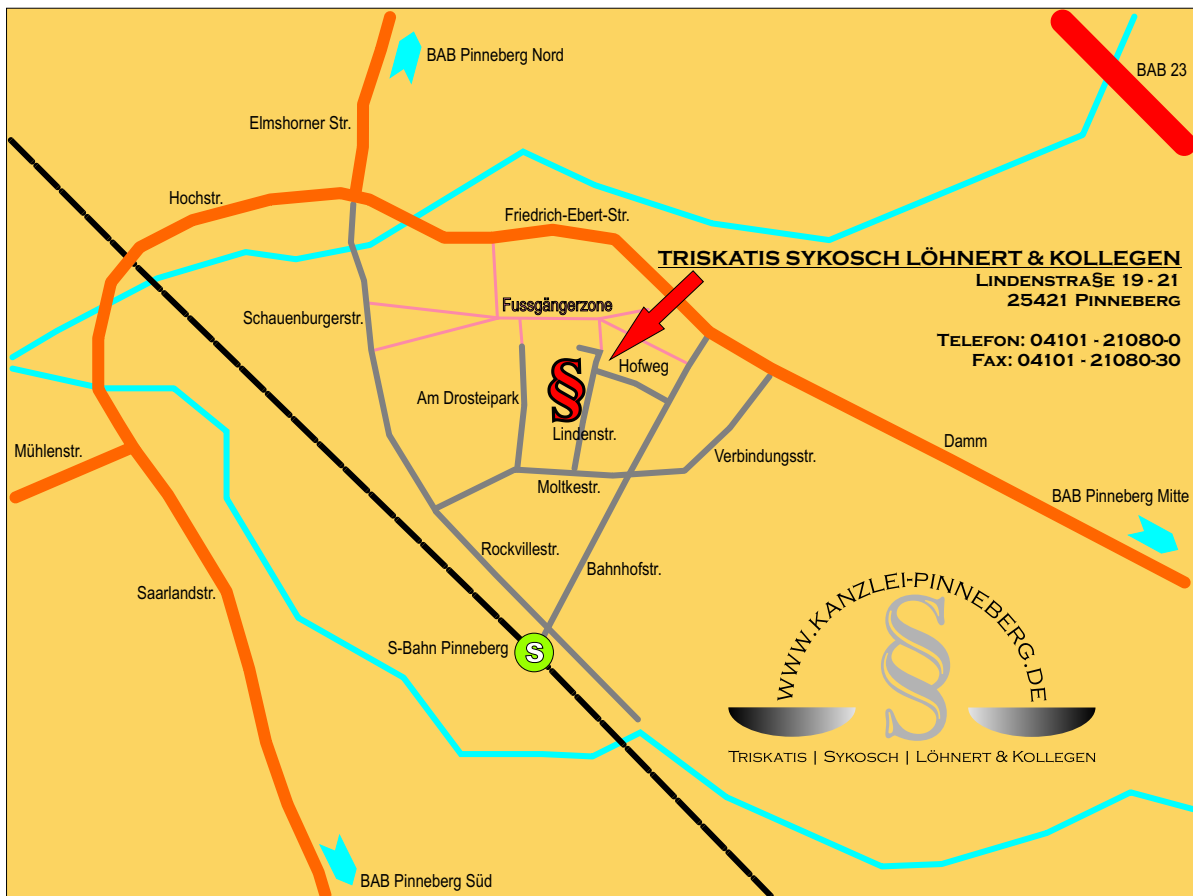 BAB Pinneberg Nord
BAB 23
Elmshorner Str.
Hochstr.
Friedrich-Ebert-Str.
TRISKATIS SYKOSCH LÖHNERT & KOLLEGEN
LINDENSTRA§E 19 - 21
25421 PINNEBERG
TELEFON: 04101 - 21080-0
FAX: 04101 - 21080-30
Fussgängerzone
Schauenburgerstr.
Hofweg
§
Am Drosteipark
Lindenstr.
Mühlenstr.
Damm
Verbindungsstr.
Moltkestr.
BAB Pinneberg Mitte
Rockvillestr.
Bahnhofstr.
Saarlandstr.
S-Bahn Pinneberg
S
WWW.KANZLEI-PINNEBERG.DE
§
TRISKATIS | SYKOSCH | LÖHNERT & KOLLEGEN
BAB Pinneberg Süd